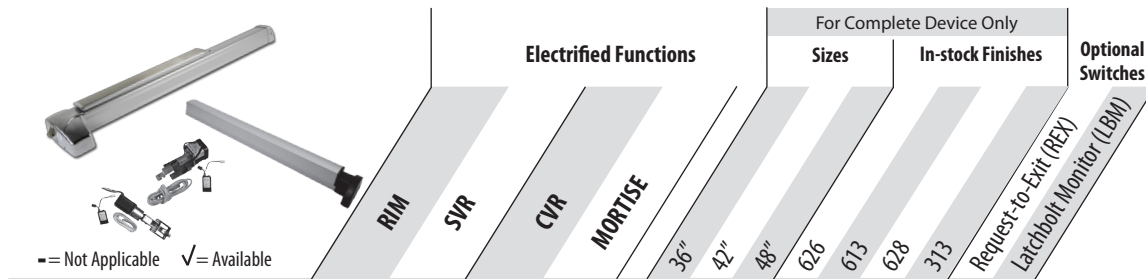 For Complete Device Only
Electrified Functions
Sizes
In-stock Finishes
Optional
Switches
RIM
SVR
CVR
MORTISE
36"
42"
48"
626
613
628
313
Request-to-Exit (REX)
Latchbolt Monitor (LBM)
- = Not Applicable √ = Available